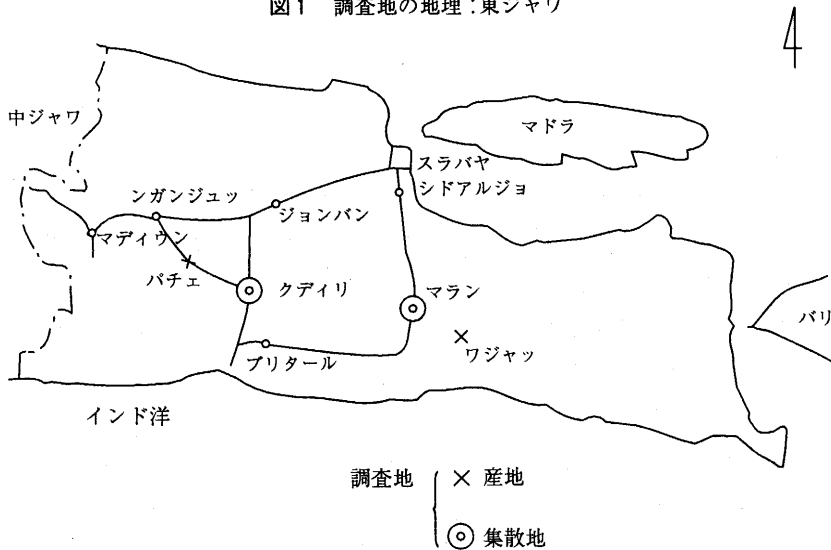 図1 調査地の地理:東ジャワ
中ジャワ
マドラ
スラバヤ
シドアルジョ
ンガンジュッ
ジョンバン
マディウン
パチェ
クディリ
マラン
バリ
ワジャッ
ブリタール
インド洋
調査地
× 産地
◎ 集散地